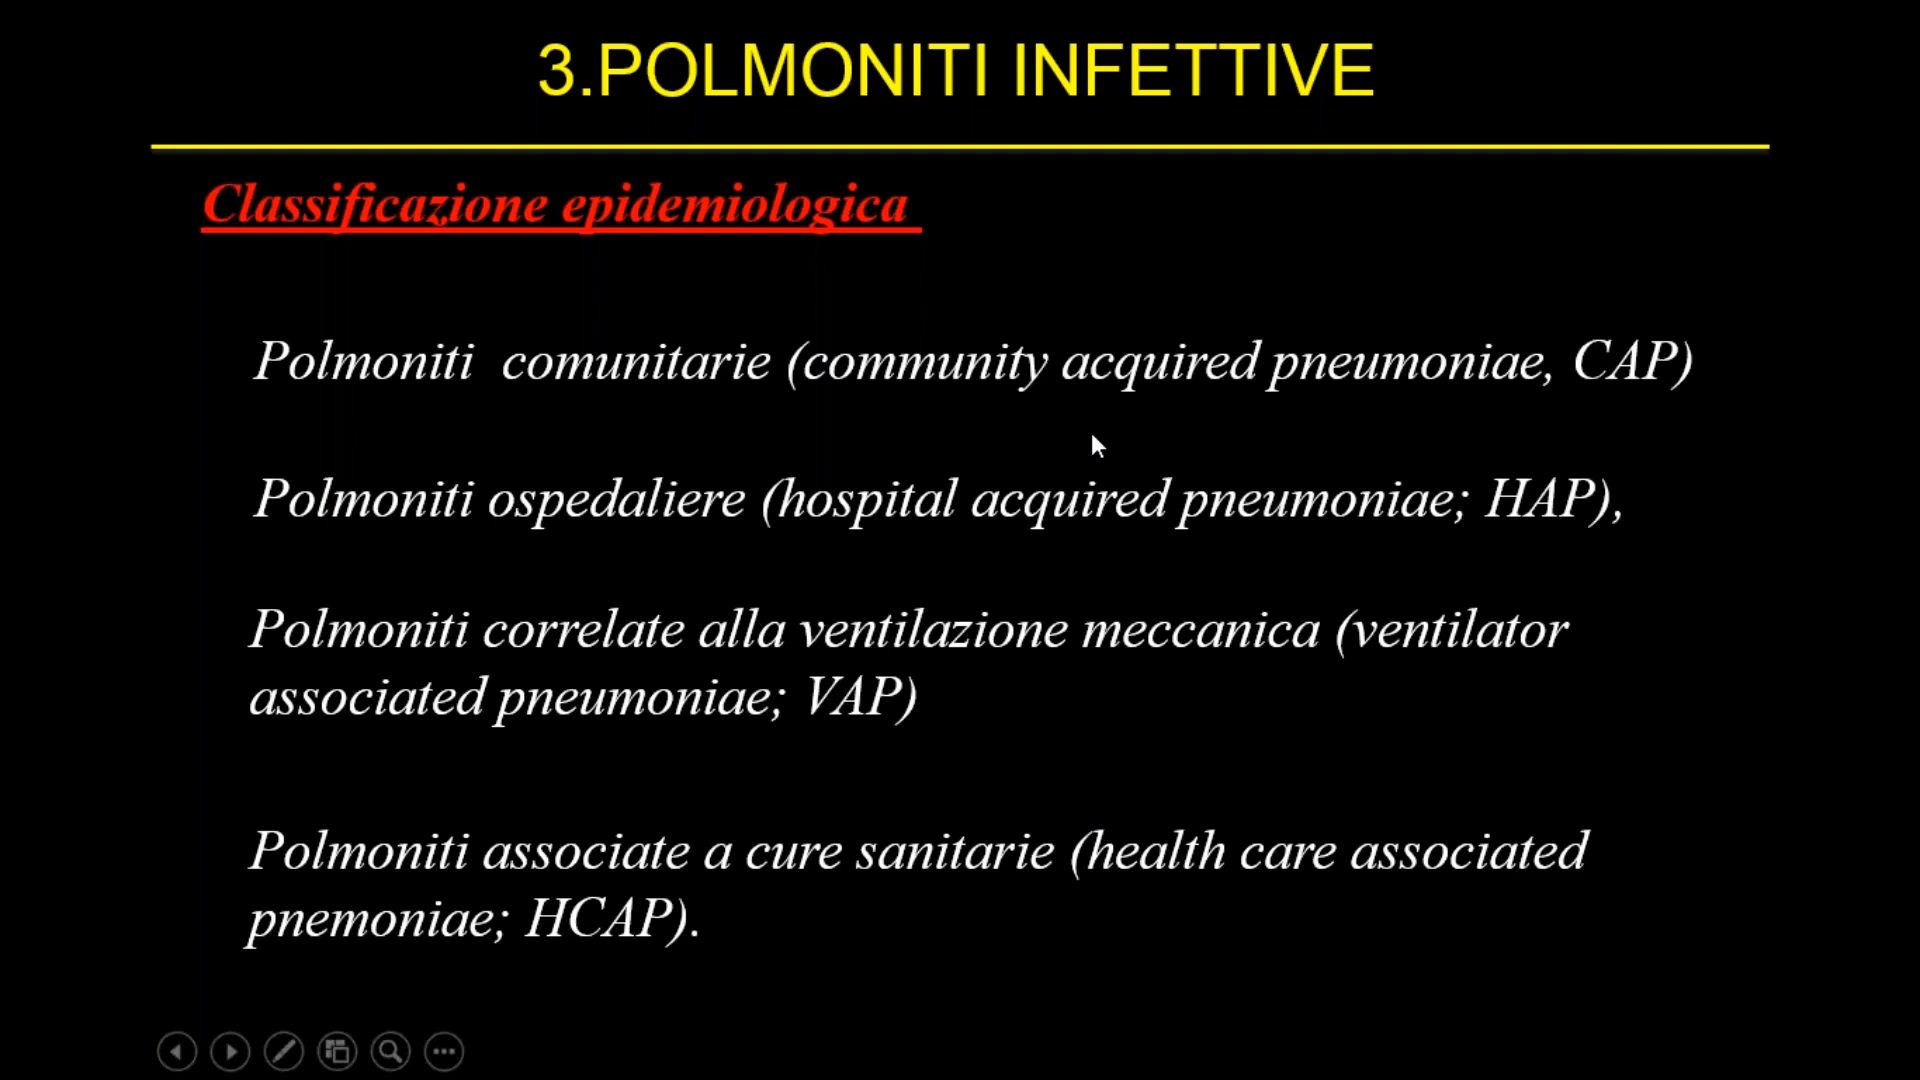 3.POLMONITI INFETTIVE
Classificazione epidemiologica
Polmoniti comunitarie (community acquired pneumoniae, CAP)
Polmoniti ospedaliere (hospital acquired pneumoniae; HAP),
Polmoniti correlate alla ventilazione meccanica (ventilator
associated pneumoniae; VAP)
Polmoniti associate a cure sanitarie (health care associated
pnemoniae; HCAP).